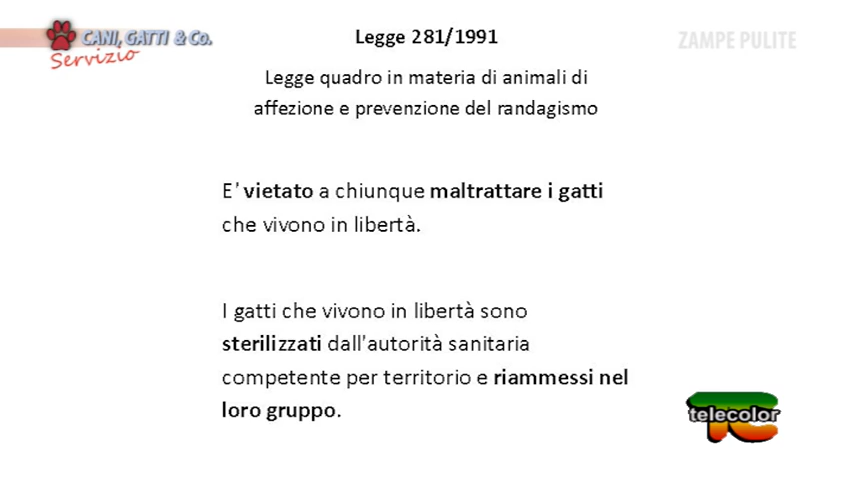 CANI, GATTI & Co.
Servizio
Legge 281/1991
ZAMPE PULITE
Legge quadro in materia di animali di
affezione e prevenzione del randagismo
E' vietato a chiunque maltrattare i gatti
che vivono in libertà.
I gatti che vivono in libertà sono
sterilizzati dall'autorità sanitaria
competente per territorio e riammessi nel
loro gruppo.
telecolor